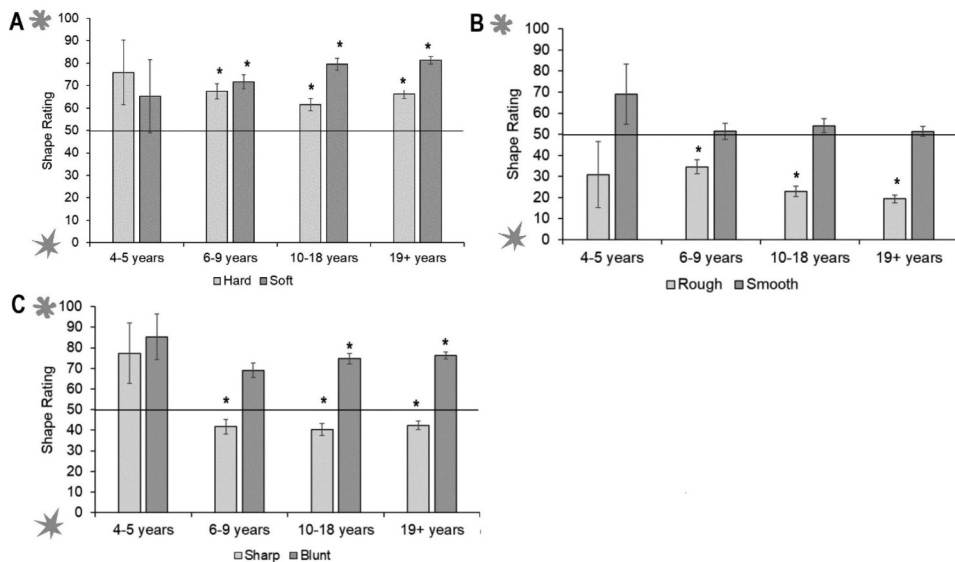 A
100
90
80
70
60
50
40
30
20
10
0
Shape Rating
* * * * * *
4-5 years 6-9 years 10-18 years 19+ years
Hard Soft
B
100
90
80
70
60
50
40
30
20
10
0
Shape Rating
* * *
4-5 years 6-9 years 10-18 years 19+ years
Rough Smooth
C
100
90
80
70
60
50
40
30
20
10
0
Shape Rating
* * * * *
4-5 years 6-9 years 10-18 years 19+ years
Sharp Blunt